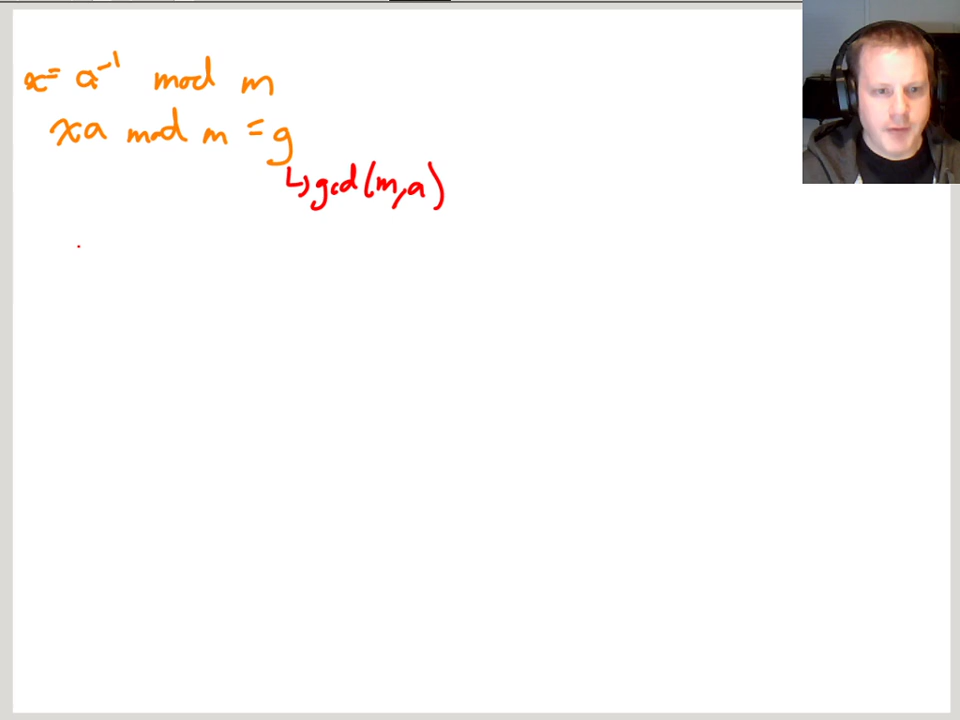 x = a⁻¹ mod m
xa mod m = g
↳ gcd(m,a)